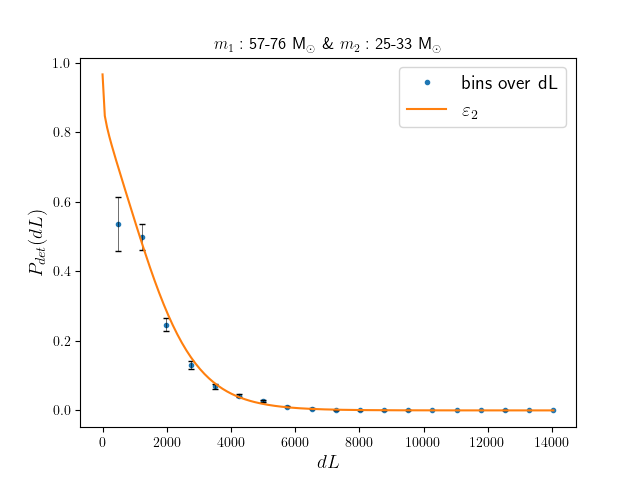 m₁ : 57-76 M☉ & m₂ : 25-33 M☉
1.0
0.8
0.6
0.4
0.2
0.0
P_det(dL)
bins over dL
ε₂
0 2000 4000 6000 8000 10000 12000 14000
dL